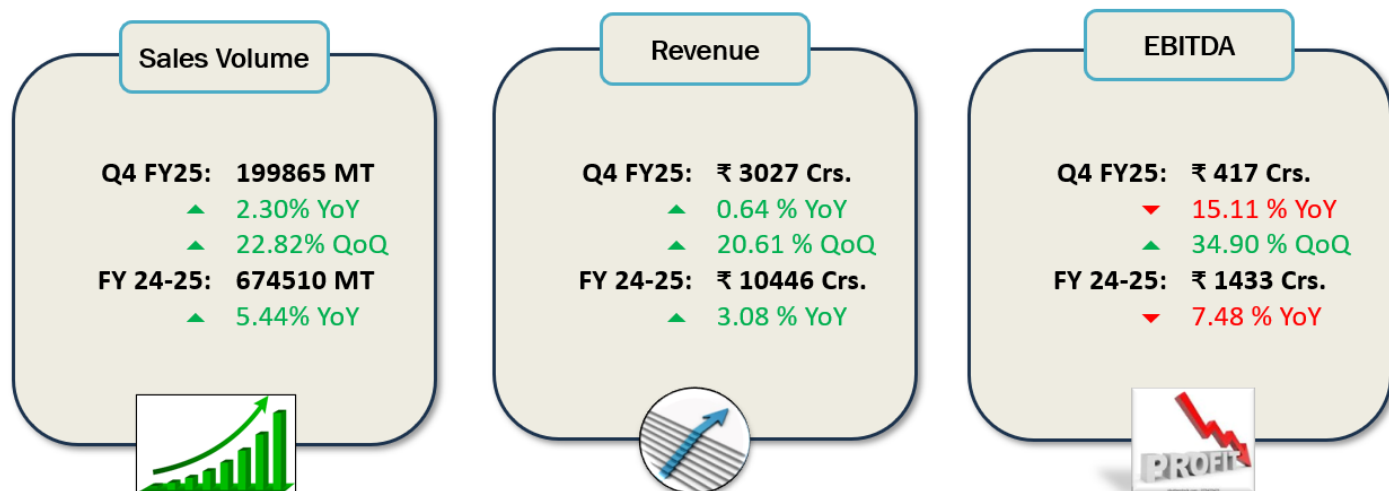 Sales Volume
Q4 FY25: 199865 MT
▲ 2.30% YoY
▲ 22.82% QoQ
FY 24-25: 674510 MT
▲ 5.44% YoY
Revenue
Q4 FY25: ₹ 3027 Crs.
▲ 0.64 % YoY
▲ 20.61 % QoQ
FY 24-25: ₹ 10446 Crs.
▲ 3.08 % YoY
EBITDA
Q4 FY25: ₹ 417 Crs.
▼ 15.11 % YoY
▲ 34.90 % QoQ
FY 24-25: ₹ 1433 Crs.
▼ 7.48 % YoY
PROFIT